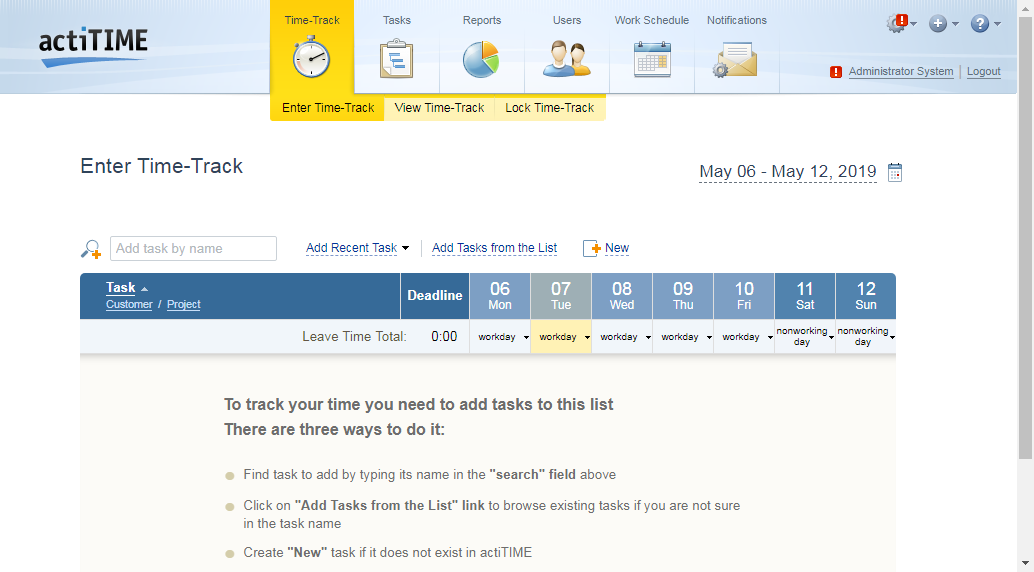 actiTIME
Time-Track
Tasks
Reports
Users
Work Schedule
Notifications
Administrator System
Logout
Enter Time-Track
View Time-Track
Lock Time-Track
Enter Time-Track
May 06 - May 12, 2019
Add task by name
Add Recent Task
Add Tasks from the List
New
Task
Customer / Project
Deadline
06
Mon
07
Tue
08
Wed
09
Thu
10
Fri
11
Sat
12
Sun
Leave Time Total:
0:00
workday
workday
workday
workday
workday
nonworking
day
nonworking
day
To track your time you need to add tasks to this list
There are three ways to do it:
Find task to add by typing its name in the "search" field above
Click on "Add Tasks from the List" link to browse existing tasks if you are not sure
in the task name
Create "New" task if it does not exist in actiTIME